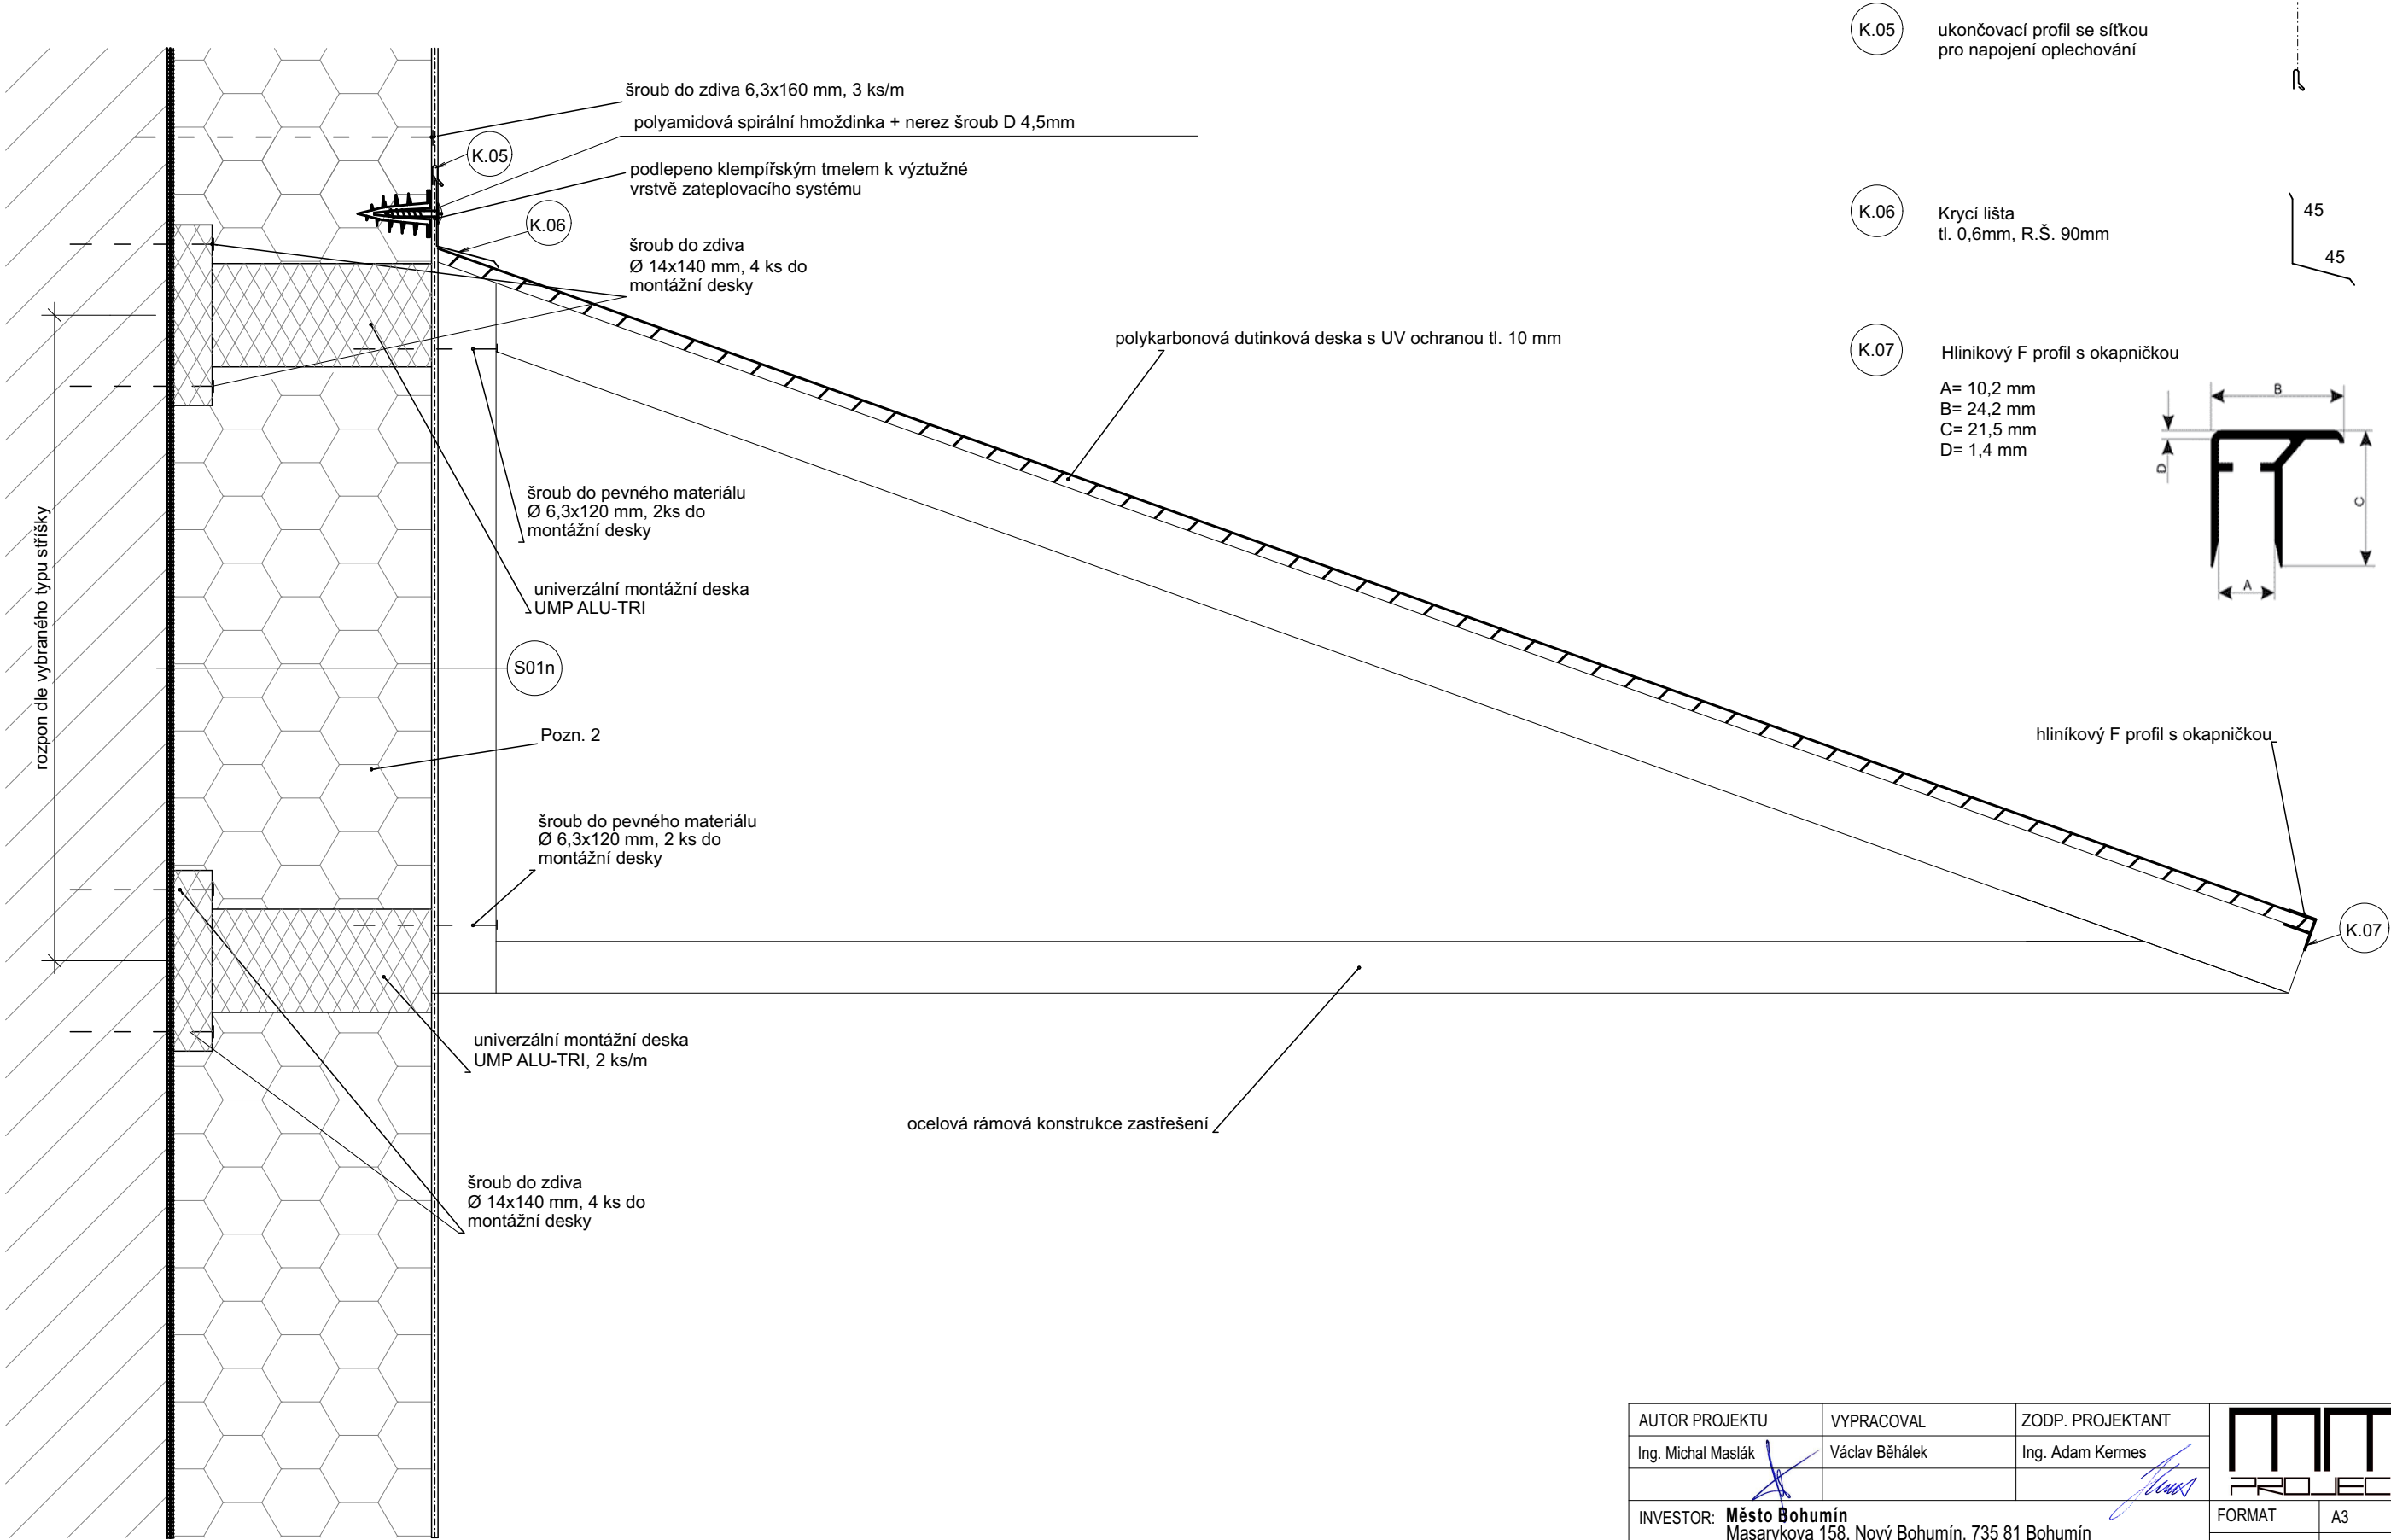 K.05
ukončovací profil se síťkou
pro napojení oplechování
šroub do zdiva 6,3x160 mm, 3 ks/m
polyamidová spirální hmoždinka + nerez šroub D 4,5mm
K.05
podlepeno klempířským tmelem k výztužné
vrstvě zateplovacího systému
K.06
K.06
Krycí lišta
tl. 0,6mm, R.Š. 90mm
45
45
šroub do zdiva
Ø 14x140 mm, 4 ks do
montážní desky
polykarbonová dutinková deska s UV ochranou tl. 10 mm
K.07
Hlinikový F profil s okapničkou
A= 10,2 mm
B= 24,2 mm
C= 21,5 mm
D= 1,4 mm
B
D
C
A
šroub do pevného materiálu
Ø 6,3x120 mm, 2ks do
montážní desky
rozpon dle vybraného typu stříšky
univerzální montážní deska
UMP ALU-TRI
S01n
Pozn. 2
hliníkový F profil s okapničkou
šroub do pevného materiálu
Ø 6,3x120 mm, 2 ks do
montážní desky
K.07
univerzální montážní deska
UMP ALU-TRI, 2 ks/m
ocelová rámová konstrukce zastřešení
šroub do zdiva
Ø 14x140 mm, 4 ks do
montážní desky
AUTOR PROJEKTU
VYPRACOVAL
ZODP. PROJEKTANT
Ing. Michal Maslák
Václav Běhálek
Ing. Adam Kermes
INVESTOR: Město Bohumín
Masarykova 158, Nový Bohumín, 735 81 Bohumín
FORMAT
A3